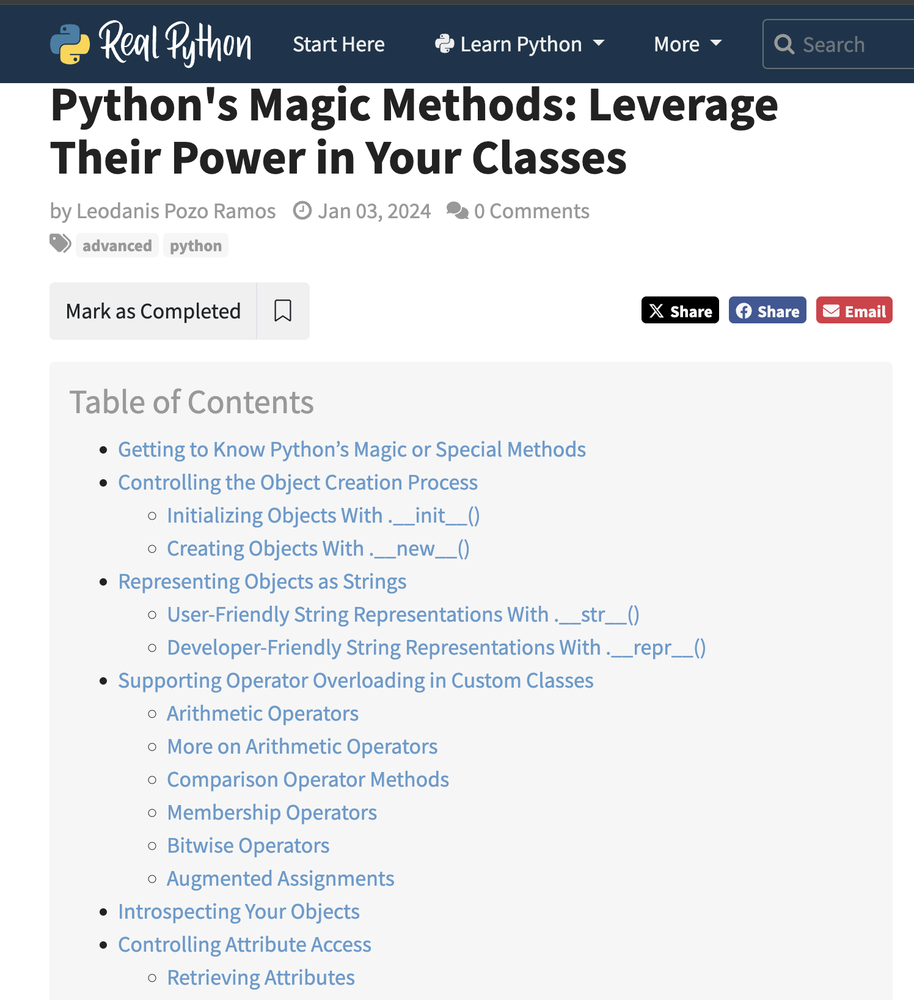 Real Python Start Here Learn Python More Search
Python's Magic Methods: Leverage
Their Power in Your Classes
by Leodanis Pozo Ramos Jan 03, 2024 0 Comments
advanced python
Mark as Completed X Share Share Email
Table of Contents
Getting to Know Python’s Magic or Special Methods
Controlling the Object Creation Process
Initializing Objects With .__init__()
Creating Objects With .__new__()
Representing Objects as Strings
User-Friendly String Representations With .__str__()
Developer-Friendly String Representations With .__repr__()
Supporting Operator Overloading in Custom Classes
Arithmetic Operators
More on Arithmetic Operators
Comparison Operator Methods
Membership Operators
Bitwise Operators
Augmented Assignments
Introspecting Your Objects
Controlling Attribute Access
Retrieving Attributes